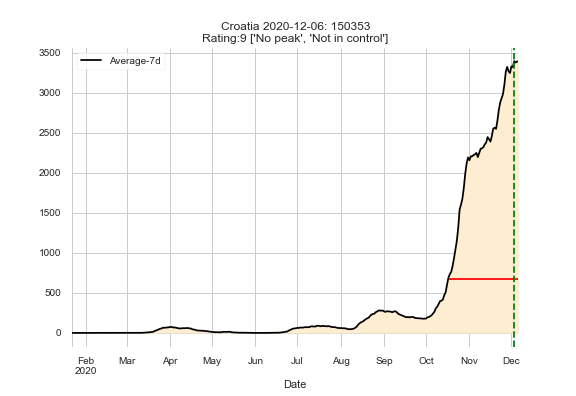 Croatia 2020-12-06: 150353
Rating:9 ['No peak', 'Not in control']
Average-7d
3500
3000
2500
2000
1500
1000
500
0
Feb Mar Apr May Jun Jul Aug Sep Oct Nov Dec
2020
Date